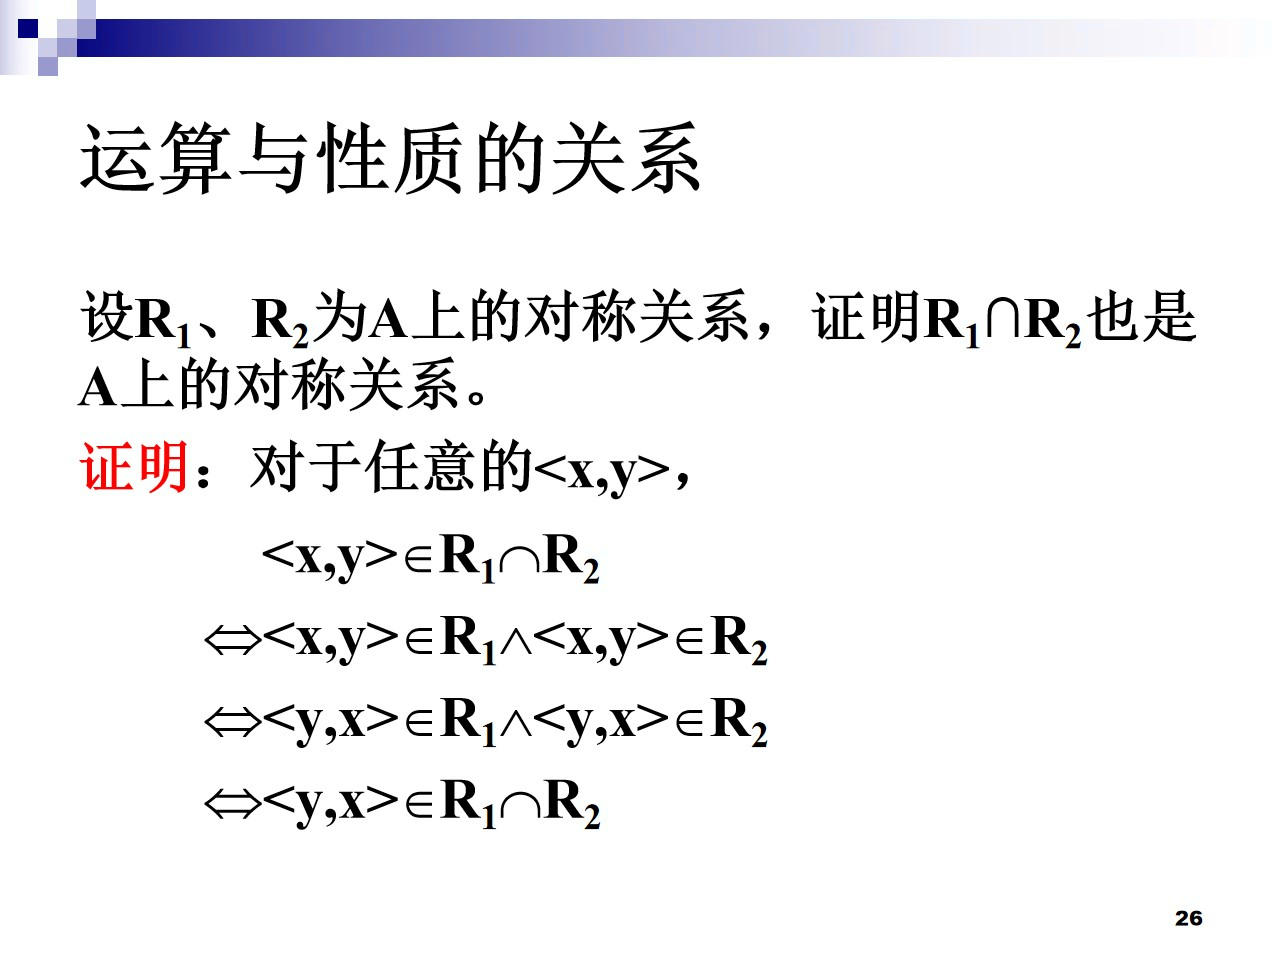 运算与性质的关系
设R₁、R₂为A上的对称关系，证明R₁∩R₂也是
A上的对称关系。
证明：对于任意的<x,y>，
<x,y>∈R₁∩R₂
⇔<x,y>∈R₁∧<x,y>∈R₂
⇔<y,x>∈R₁∧<y,x>∈R₂
⇔<y,x>∈R₁∩R₂
26